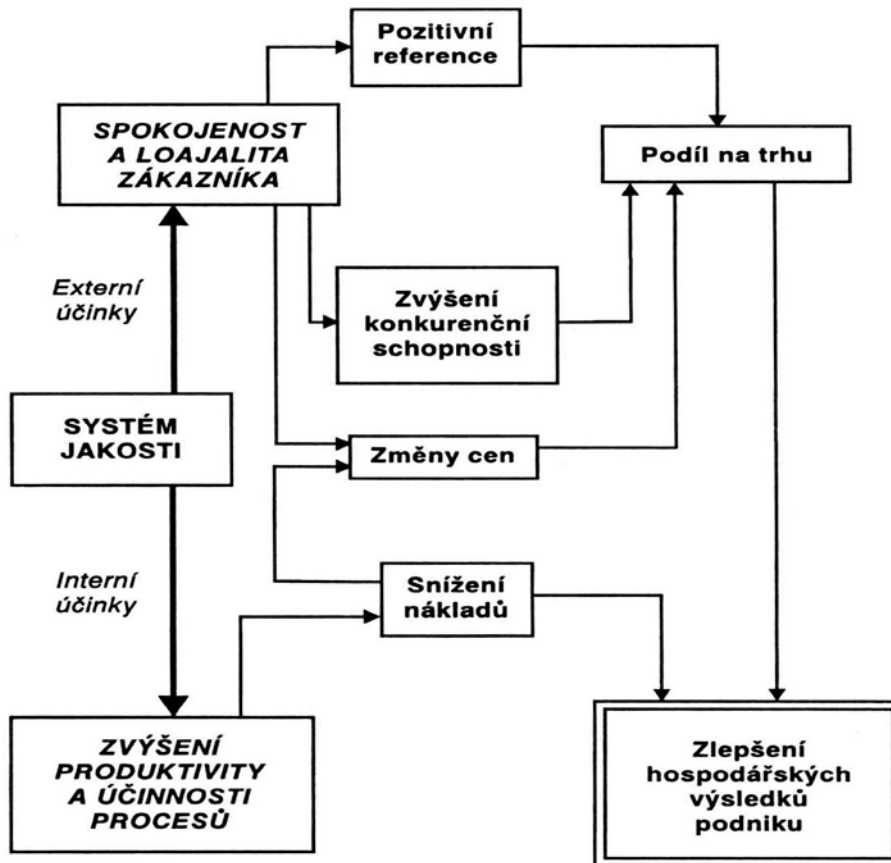 Pozitivní
reference
SPOKOJENOST
A LOAJALITA
ZÁKAZNÍKA
Podíl na trhu
Externí
účinky
Zvýšení
konkurenční
schopnosti
SYSTÉM
JAKOSTI
Změny cen
Interní
účinky
Snížení
nákladů
ZVÝŠENÍ
PRODUKTIVITY
A ÚČINNOSTI
PROCESŮ
Zlepšení
hospodářských
výsledků
podniku